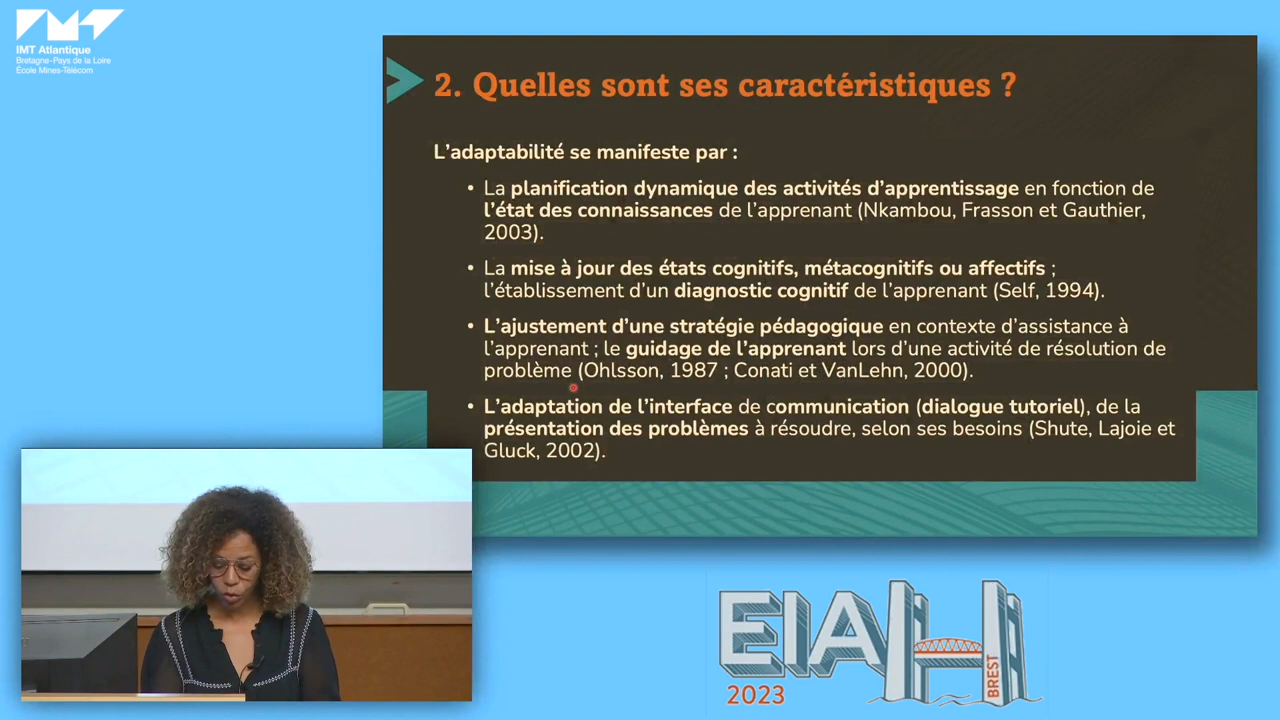 IMT Atlantique
Bretagne-Pays de la Loire
École Mines-Télécom
2. Quelles sont ses caractéristiques ?
L'adaptabilité se manifeste par :
• La planification dynamique des activités d'apprentissage en fonction de
l'état des connaissances de l'apprenant (Nkambou, Frasson et Gauthier,
2003).
• La mise à jour des états cognitifs, métacognitifs ou affectifs ;
l'établissement d'un diagnostic cognitif de l'apprenant (Self, 1994).
• L'ajustement d'une stratégie pédagogique en contexte d'assistance à
l'apprenant ; le guidage de l'apprenant lors d'une activité de résolution de
problème (Ohlsson, 1987 ; Conati et VanLehn, 2000).
• L'adaptation de l'interface de communication (dialogue tutoriel), de la
présentation des problèmes à résoudre, selon ses besoins (Shute, Lajoie et
Gluck, 2002).
EIAH
BREST
2023